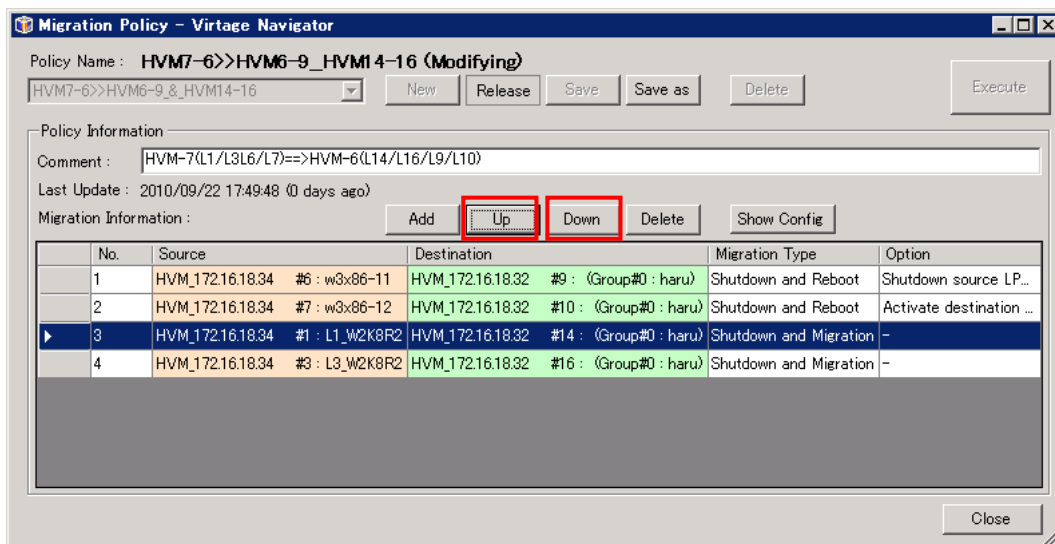 Migration Policy - Virtage Navigator
Policy Name : HVM7-6>>HVM6-9_HVM14-16 (Modifying)
HVM7-6>>HVM6-9_&_HVM14-16 New Release Save Save as Delete Execute
Policy Information
Comment : HVM-7(L1/L3L6/L7)==>HVM-6(L14/L16/L9/L10)
Last Update : 2010/09/22 17:49:48 (0 days ago)
Migration Information : Add Up Down Delete Show Config
No. Source Destination Migration Type Option
1 HVM_172.16.18.34 #6 : w3x86-11 HVM_172.16.18.32 #9 : (Group#0 : haru) Shutdown and Reboot Shutdown source LP...
2 HVM_172.16.18.34 #7 : w3x86-12 HVM_172.16.18.32 #10 : (Group#0 : haru) Shutdown and Reboot Activate destination ...
3 HVM_172.16.18.34 #1 : L1_W2K8R2 HVM_172.16.18.32 #14 : (Group#0 : haru) Shutdown and Migration -
4 HVM_172.16.18.34 #3 : L3_W2K8R2 HVM_172.16.18.32 #16 : (Group#0 : haru) Shutdown and Migration -
Close